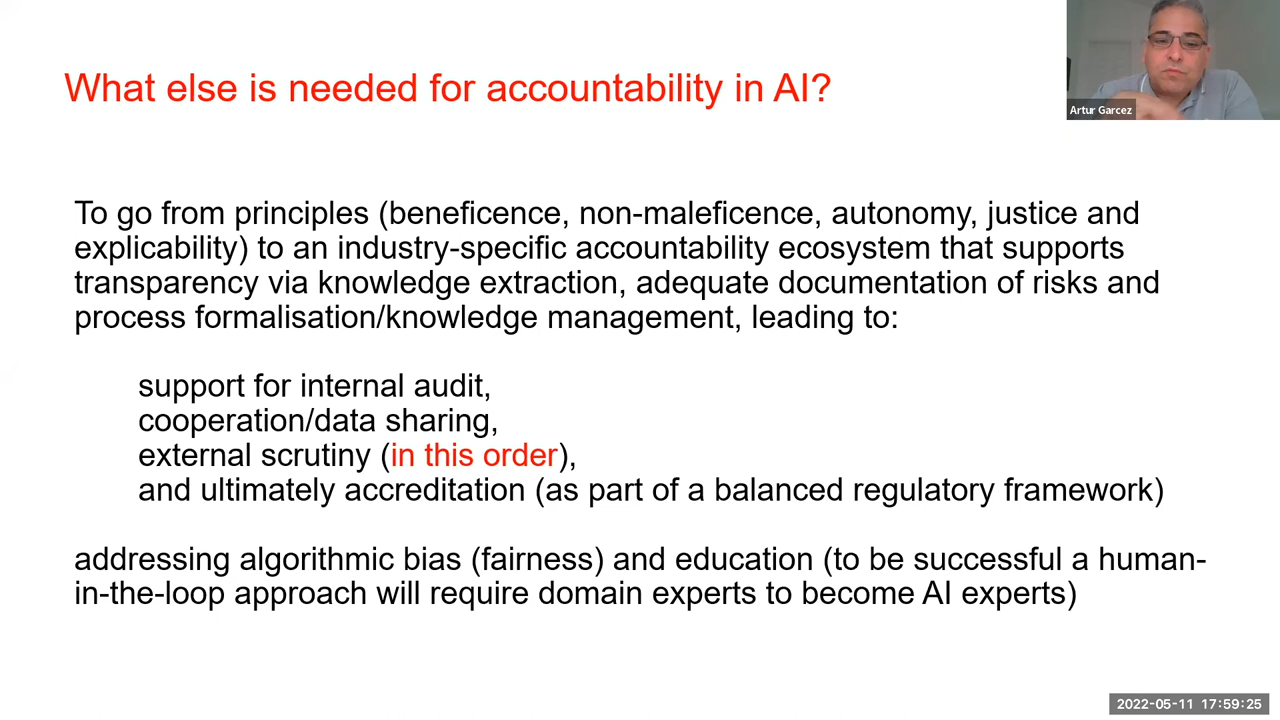 What else is needed for accountability in AI?
Artur Garcez
To go from principles (beneficence, non-maleficence, autonomy, justice and
explicability) to an industry-specific accountability ecosystem that supports
transparency via knowledge extraction, adequate documentation of risks and
process formalisation/knowledge management, leading to:
support for internal audit,
cooperation/data sharing,
external scrutiny (in this order),
and ultimately accreditation (as part of a balanced regulatory framework)
addressing algorithmic bias (fairness) and education (to be successful a human-
in-the-loop approach will require domain experts to become AI experts)
2022-05-11 17:59:25